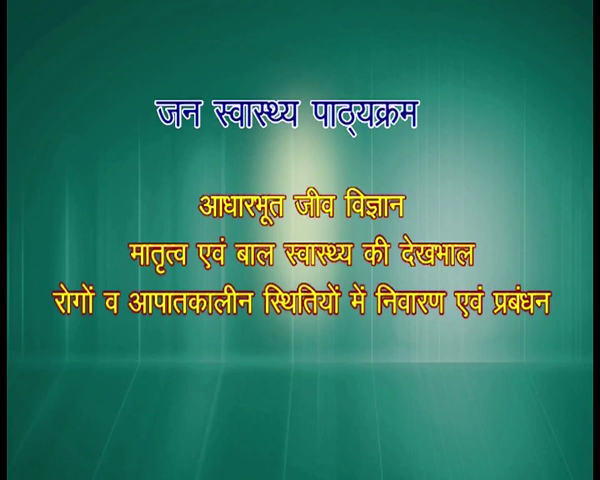 जन स्वास्थ्य पाठ्यक्रम
आधारभूत जीव विज्ञान
मातृत्व एवं बाल स्वास्थ्य की देखभाल
रोगों व आपातकालीन स्थितियों में निवारण एवं प्रबंधन